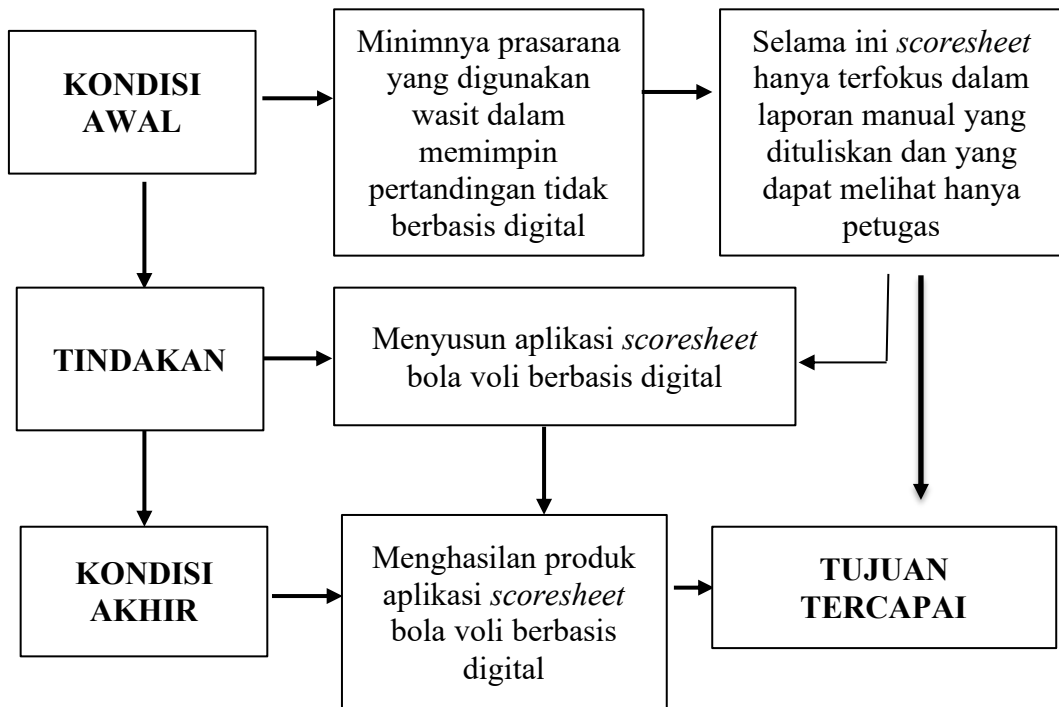 KONDISI
AWAL
Minimnya prasarana
yang digunakan
wasit dalam
memimpin
pertandingan tidak
berbasis digital
Selama ini scoresheet
hanya terfokus dalam
laporan manual yang
dituliskan dan yang
dapat melihat hanya
petugas
TINDAKAN
Menyusun aplikasi scoresheet
bola voli berbasis digital
KONDISI
AKHIR
Menghasilan produk
aplikasi scoresheet
bola voli berbasis
digital
TUJUAN
TERCAPAI